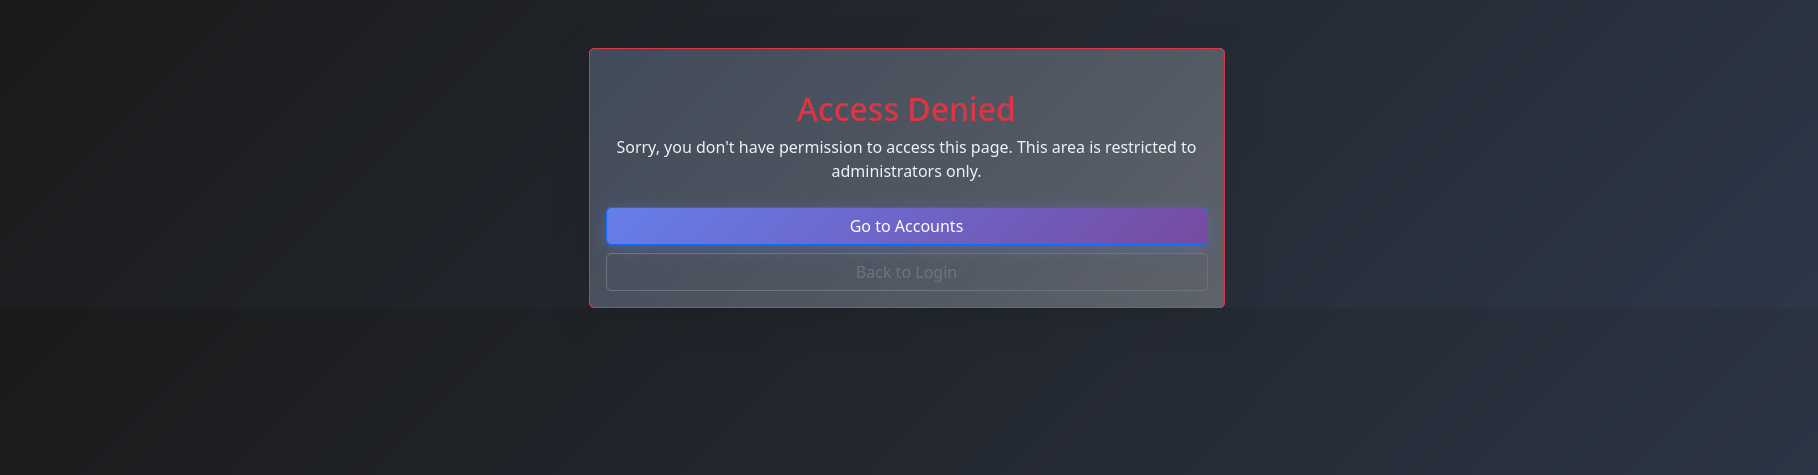 Access Denied
Sorry, you don't have permission to access this page. This area is restricted to
administrators only.
Go to Accounts
Back to Login